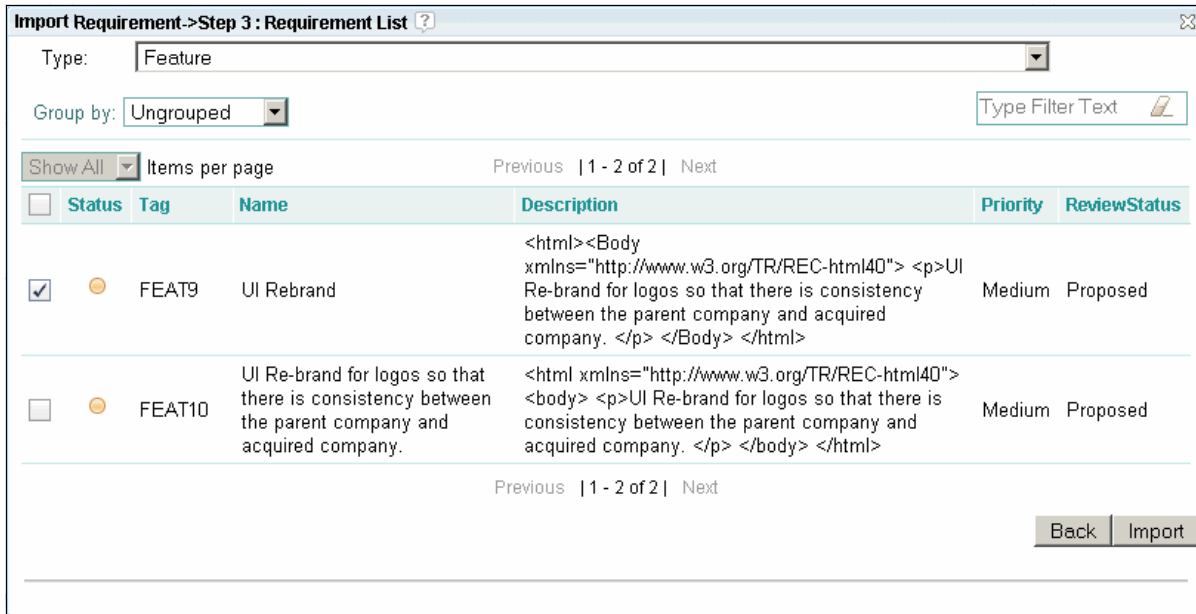 Import Requirement->Step 3 : Requirement List ?
Type: Feature
Group by: Ungrouped Type Filter Text
Show All Items per page Previous | 1 - 2 of 2 | Next
Status Tag Name Description Priority ReviewStatus
<html><Body
xmlns="http://www.w3.org/TR/REC-html40"> <p>UI
FEAT9 UI Rebrand Re-brand for logos so that there is consistency Medium Proposed
between the parent company and acquired
company. </p> </Body> </html>
UI Re-brand for logos so that <html xmlns="http://www.w3.org/TR/REC-html40">
there is consistency between <body> <p>UI Re-brand for logos so that there is
FEAT10 the parent company and consistency between the parent company and Medium Proposed
acquired company. acquired company. </p> </body> </html>
Previous | 1 - 2 of 2 | Next
Back Import